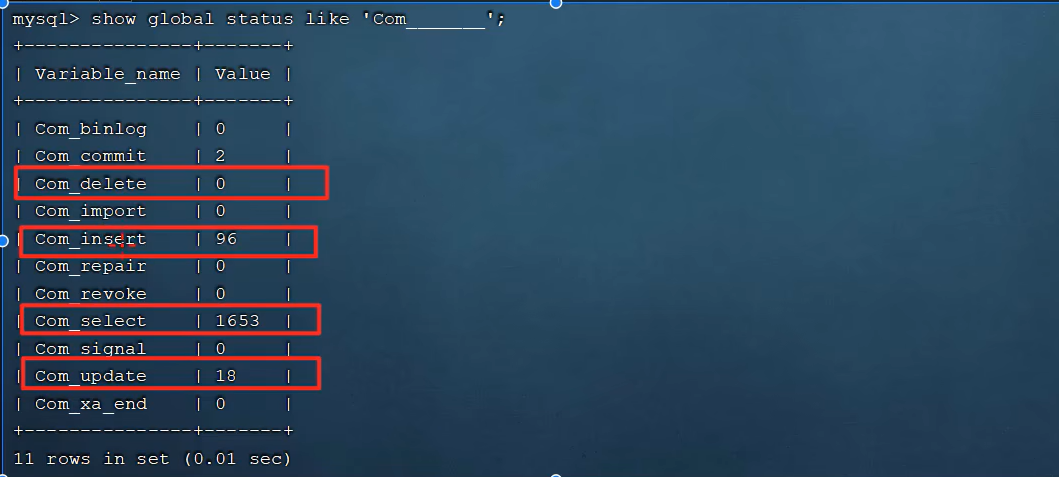 mysql> show global status like 'Com_______';
+---------------+-------+
| Variable_name | Value |
+---------------+-------+
| Com_binlog    | 0     |
| Com_commit    | 2     |
| Com_delete    | 0     |
| Com_import    | 0     |
| Com_insert    | 96    |
| Com_repair    | 0     |
| Com_revoke    | 0     |
| Com_select    | 1653  |
| Com_signal    | 0     |
| Com_update    | 18    |
| Com_xa_end    | 0     |
+---------------+-------+
11 rows in set (0.01 sec)